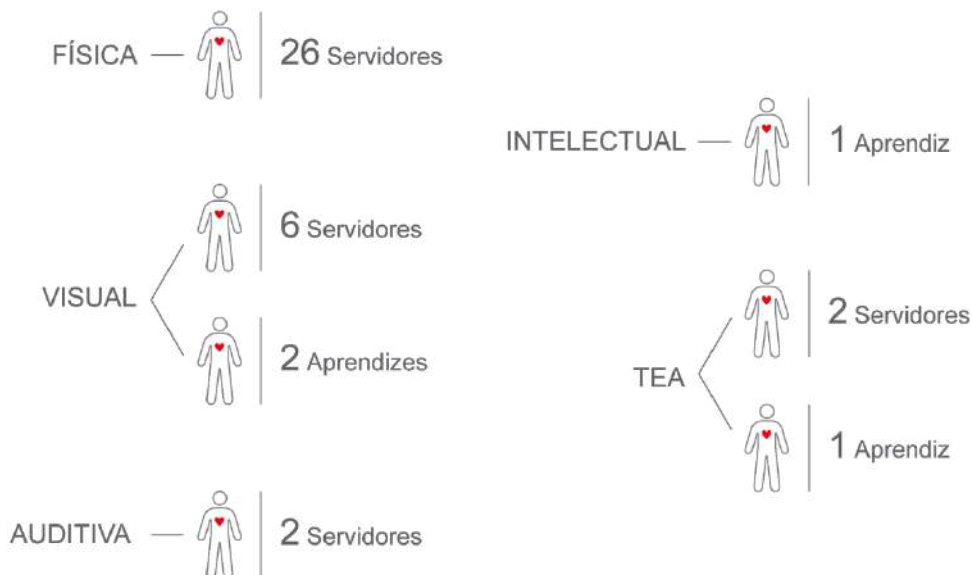 FÍSICA
26 Servidores
VISUAL
6 Servidores
2 Aprendizes
AUDITIVA
2 Servidores
INTELECTUAL
1 Aprendiz
TEA
2 Servidores
1 Aprendiz